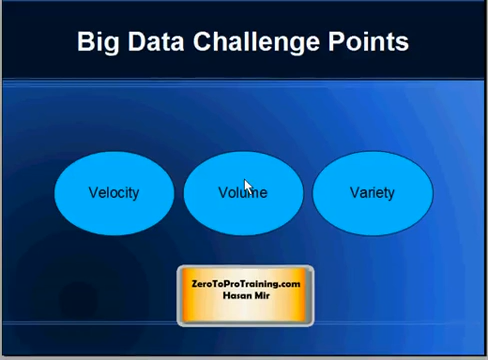 Big Data Challenge Points
Velocity
Volume
Variety
ZeroToProTraining.com
Hasan Mir